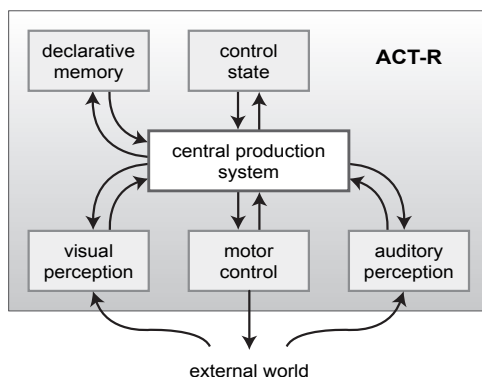 declarative
memory
control
state
ACT-R
central production
system
visual
perception
motor
control
auditory
perception
external world